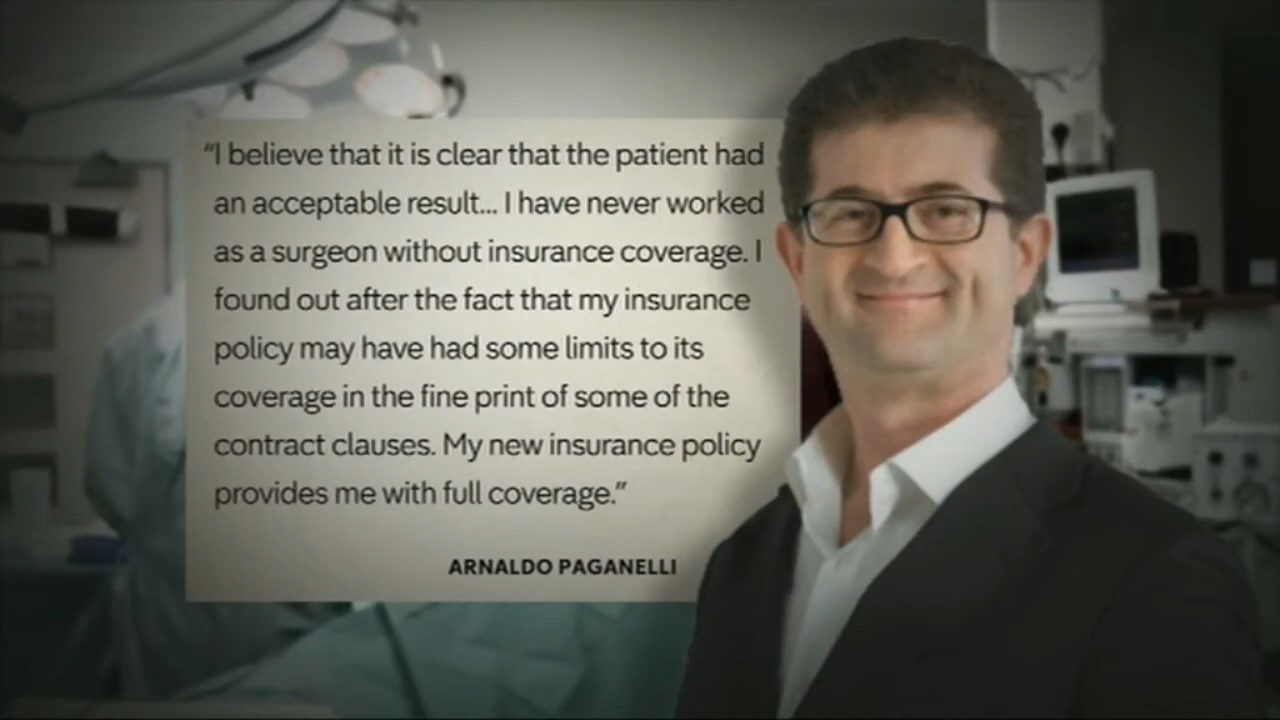 “I believe that it is clear that the patient had
an acceptable result... I have never worked
as a surgeon without insurance coverage. I
found out after the fact that my insurance
policy may have had some limits to its
coverage in the fine print of some of the
contract clauses. My new insurance policy
provides me with full coverage.”
ARNALDO PAGANELLI